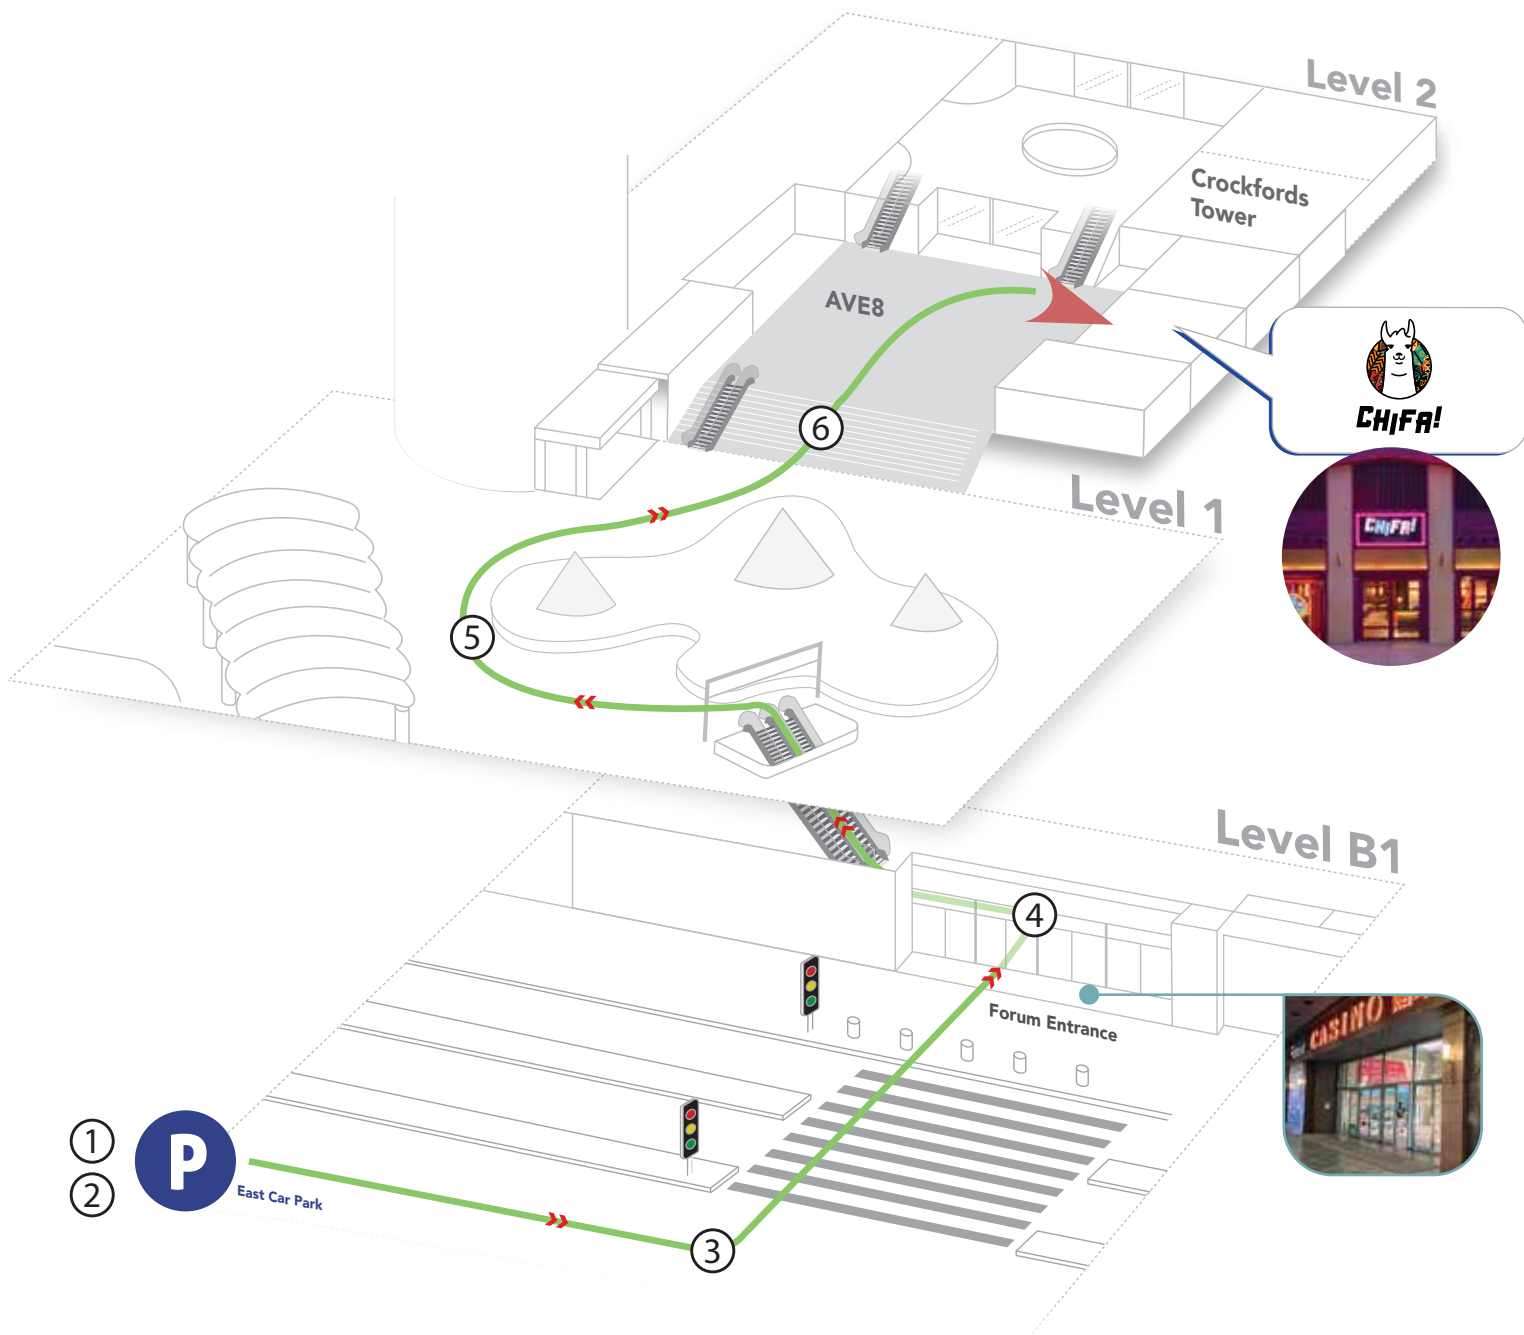 Level 2
Crockfords
Tower
AVE8
CHIFA!
6
Level 1
CHIFA!
5
Level B1
4
Forum Entrance
CASINO
1
P
2
East Car Park
3